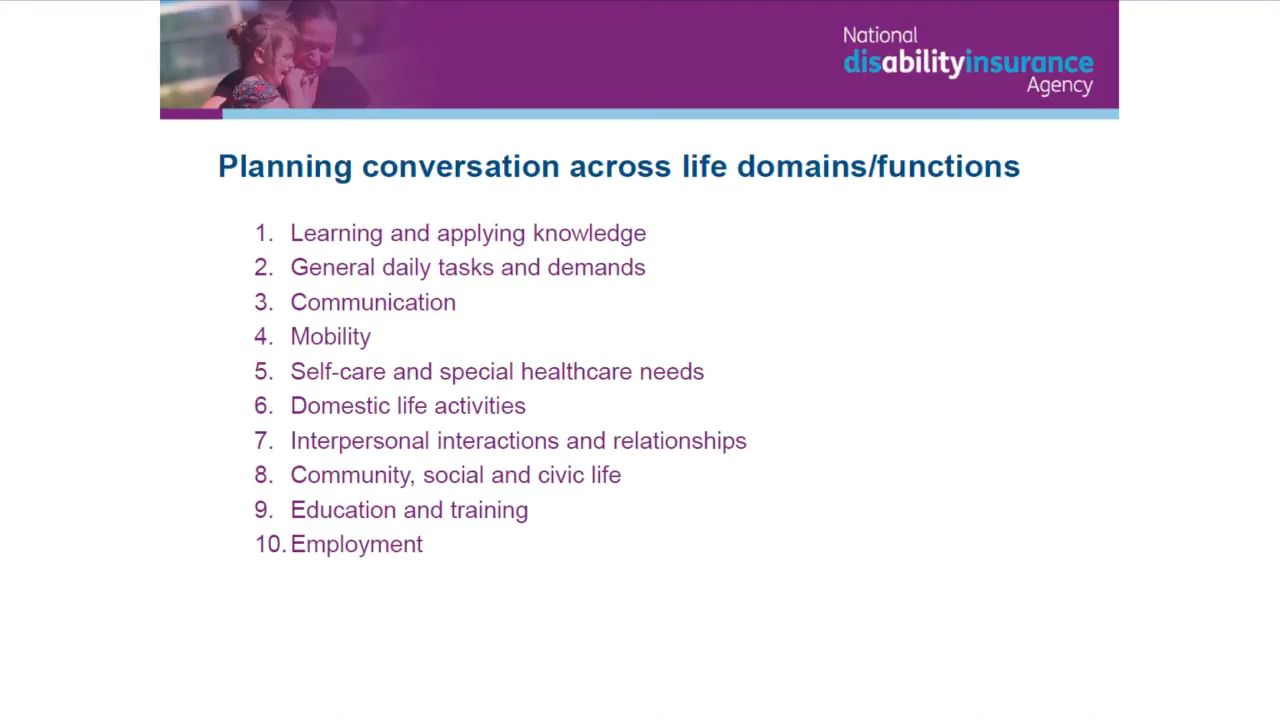 National
disabilityinsurance
Agency
Planning conversation across life domains/functions
1. Learning and applying knowledge
2. General daily tasks and demands
3. Communication
4. Mobility
5. Self-care and special healthcare needs
6. Domestic life activities
7. Interpersonal interactions and relationships
8. Community, social and civic life
9. Education and training
10. Employment